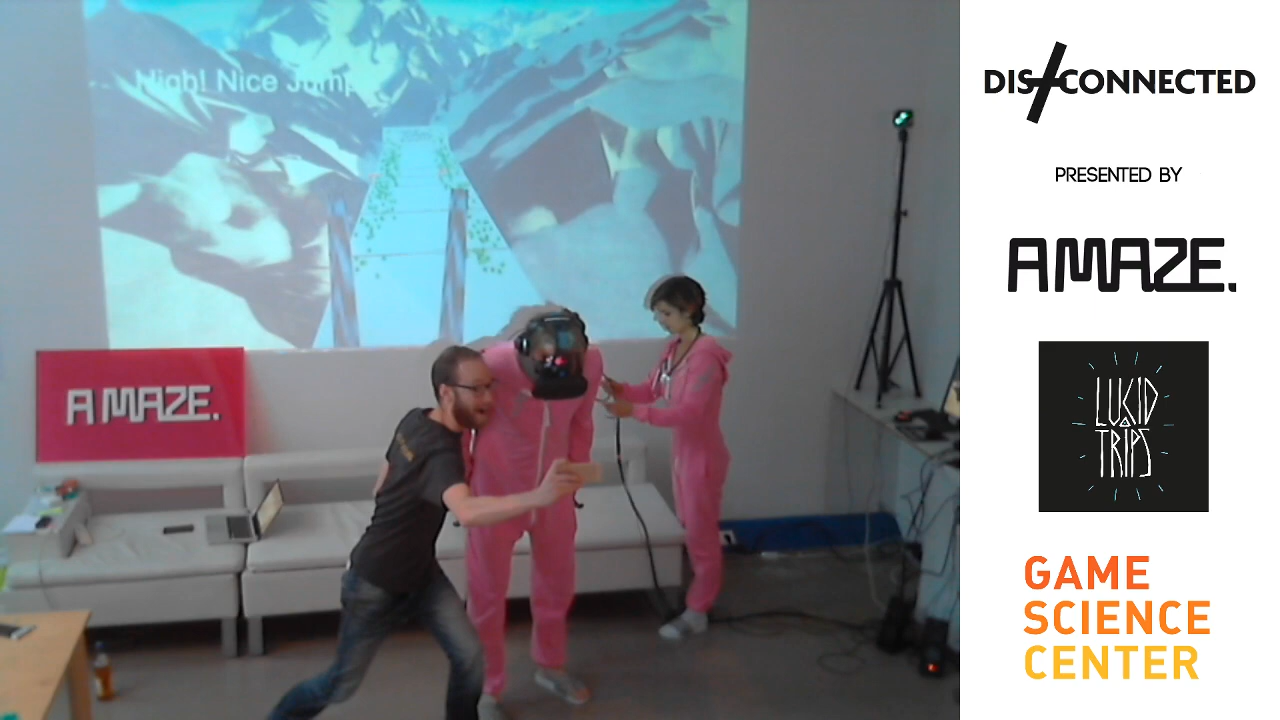 High! Nice Jump
A MAZE.
DIS/CONNECTED
PRESENTED BY
A MAZE.
LUCID
TRIPS
GAME
SCIENCE
CENTER